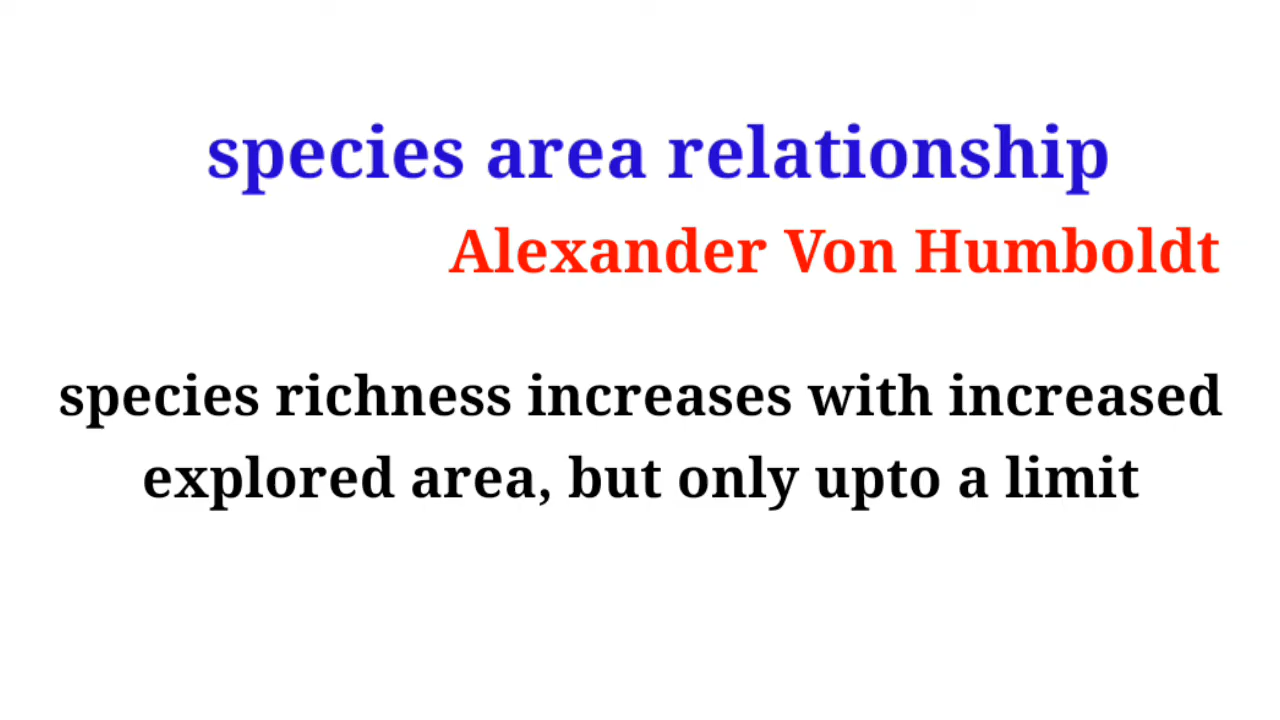 species area relationship
Alexander Von Humboldt
species richness increases with increased
explored area, but only upto a limit